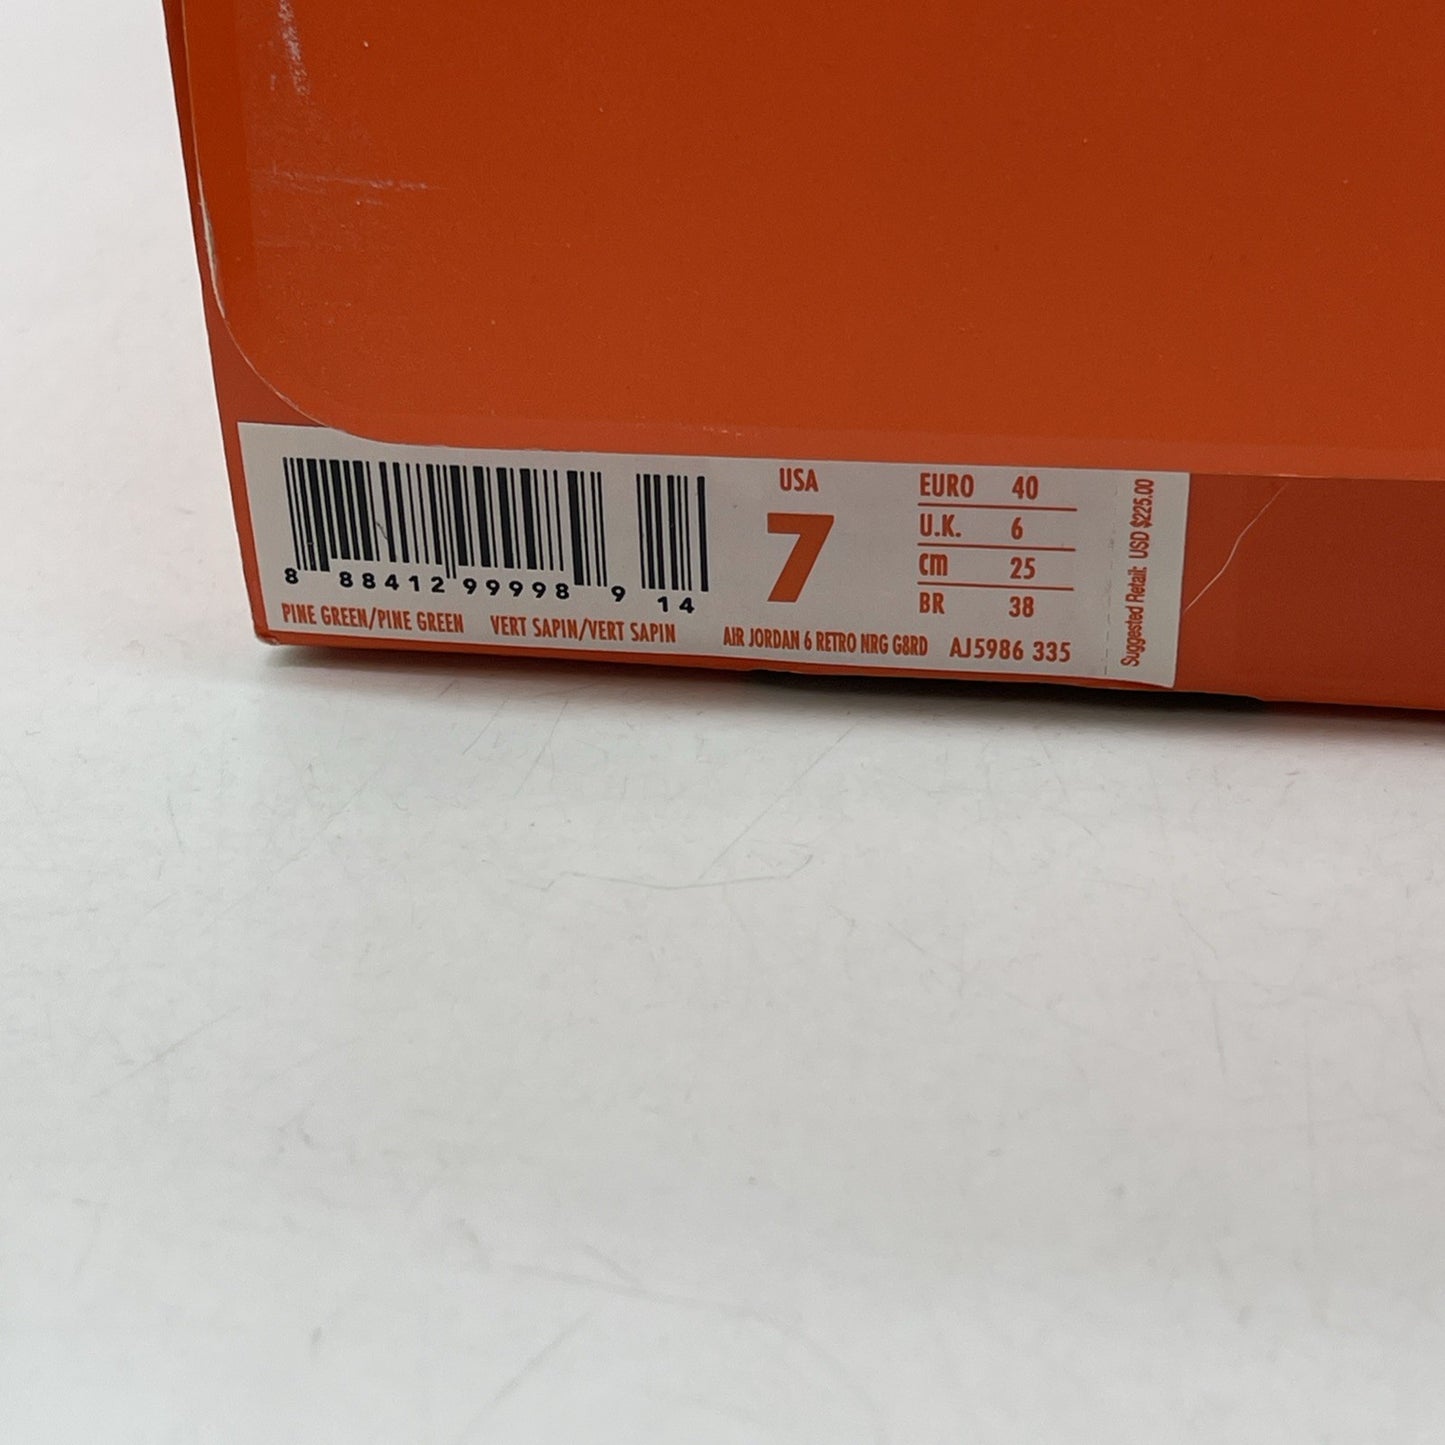 8 88412 99998 9 14
USA
7
EURO 40
U.K. 6
cm 25
BR 38
PINE GREEN/PINE GREEN VERT SAPIN/VERT SAPIN AIR JORDAN 6 RETRO NRG G8RD AJ5986 335
Suggested Retail: USD $225.00